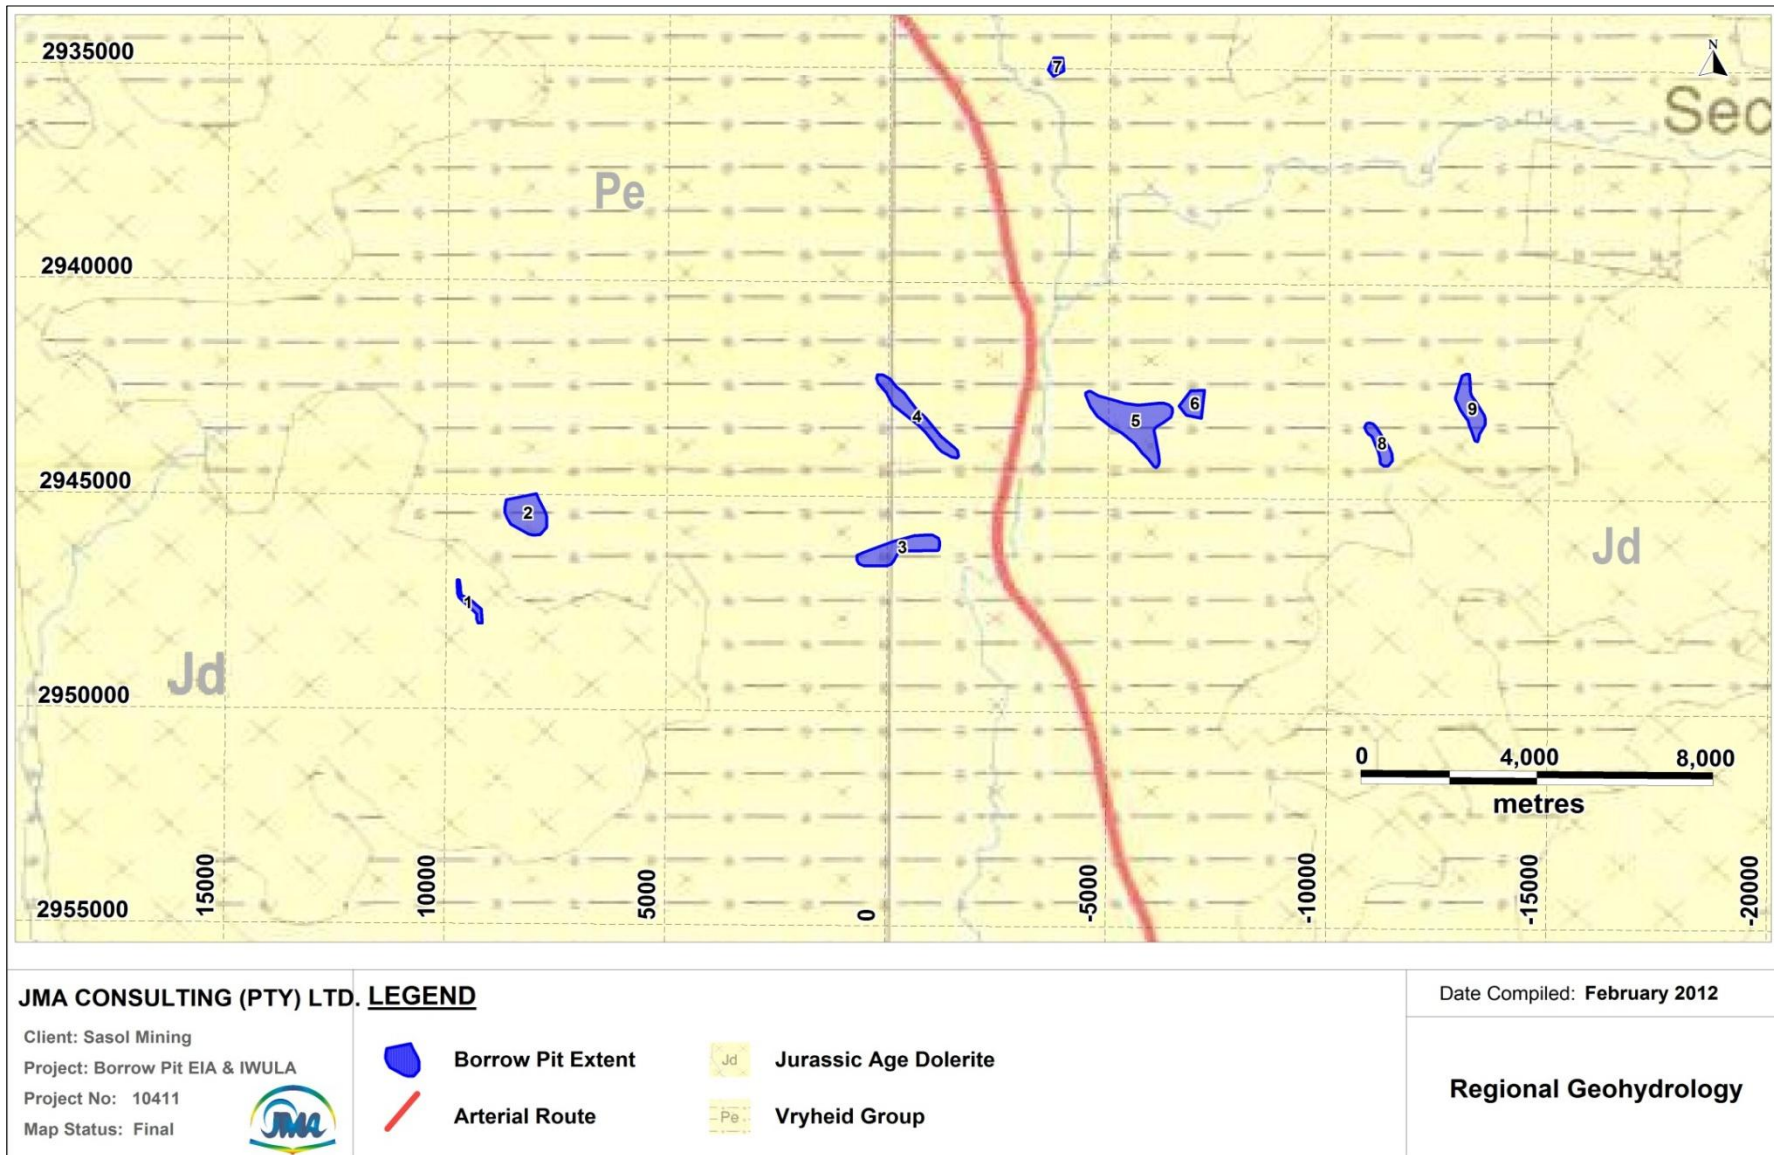 2935000
7
N
Sec
Pe
2940000
4
5
6
8
9
2945000
2
3
Jd
1
Jd
2950000
0 4,000 8,000
metres
2955000
15000
10000
5000
0
-5000
-10000
-15000
-20000
JMA CONSULTING (PTY) LTD.
Client: Sasol Mining
Project: Borrow Pit EIA & IWULA
Project No: 10411
Map Status: Final
JMA
LEGEND
Borrow Pit Extent
Arterial Route
Jd Jurassic Age Dolerite
Pe Vryheid Group
Date Compiled: February 2012
Regional Geohydrology